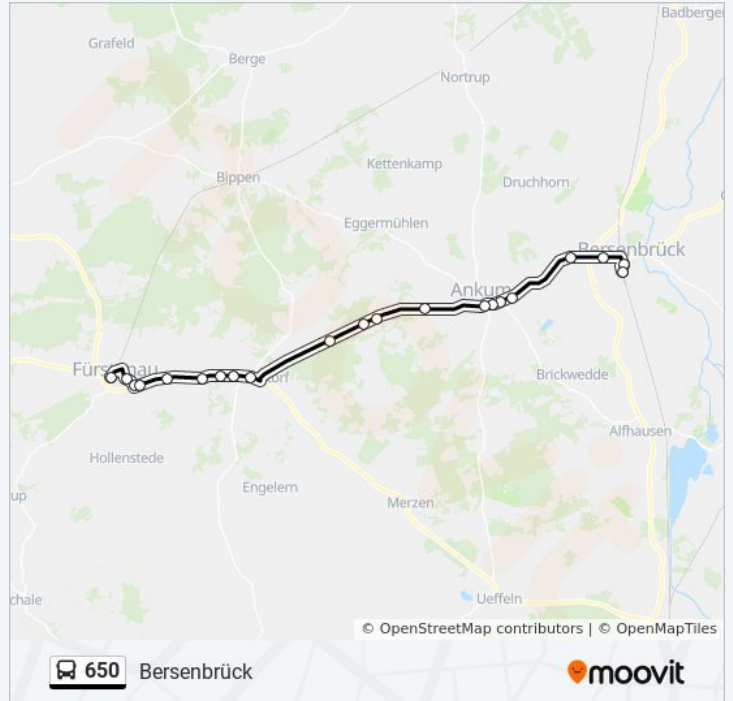 Badberger
Grafeld
Berge
Nortrup
Kettenkamp
Bippen
Druchhorn
Eggermühlen
Bersenbrück
Ankum
Fürstenau
Brickwedde
Alfhausen
Hollenstede
Engelern
Merzen
Ueffeln
© OpenStreetMap contributors | © OpenMapTiles
650 Bersenbrück
moovit